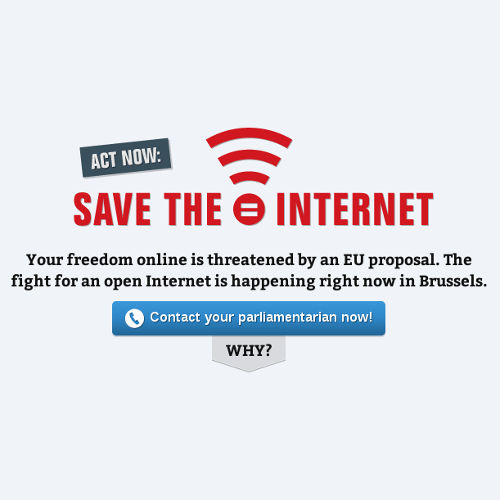 ACT NOW:
SAVE THE INTERNET
Your freedom online is threatened by an EU proposal. The
fight for an open Internet is happening right now in Brussels.
Contact your parliamentarian now!
WHY?